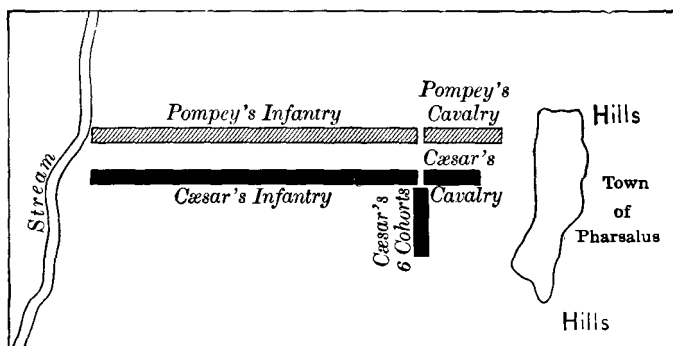 Pompey's
Cavalry
Pompey's Infantry
Hills
Stream
Cæsar's
Cavalry
Cæsar's Infantry
Cæsar's
6 Cohorts
Town
of
Pharsalus
Hills